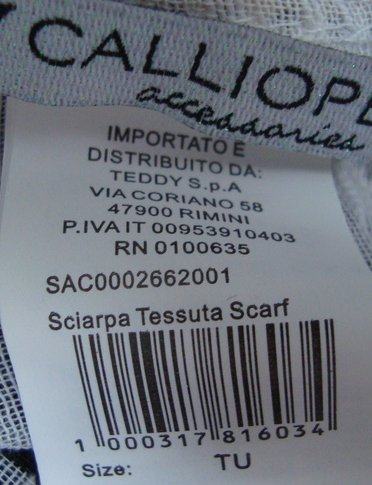 CALLIOPE
accessories
IMPORTATO E
DISTRIBUITO DA:
TEDDY S.p.A
VIA CORIANO 58
47900 RIMINI
P.IVA IT 00953910403
RN 0100635
SAC0002662001
Sciarpa Tessuta Scarf
1 000317 816034
Size: TU